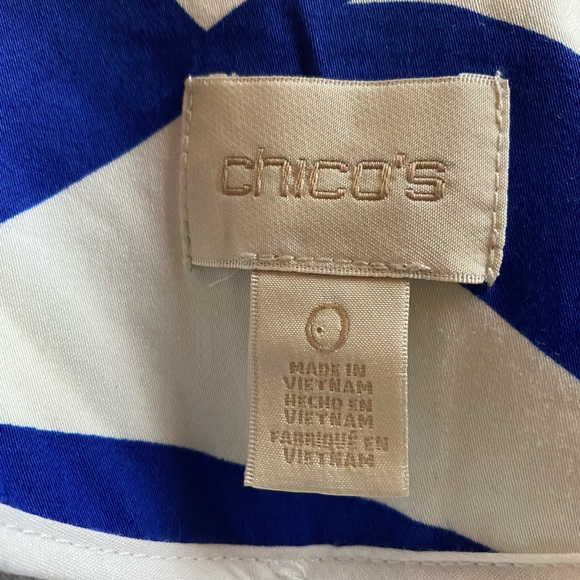 chico's
0
MADE IN
VIETNAM
HECHO EN
VIETNAM
FABRIQUÉ EN
VIETNAM